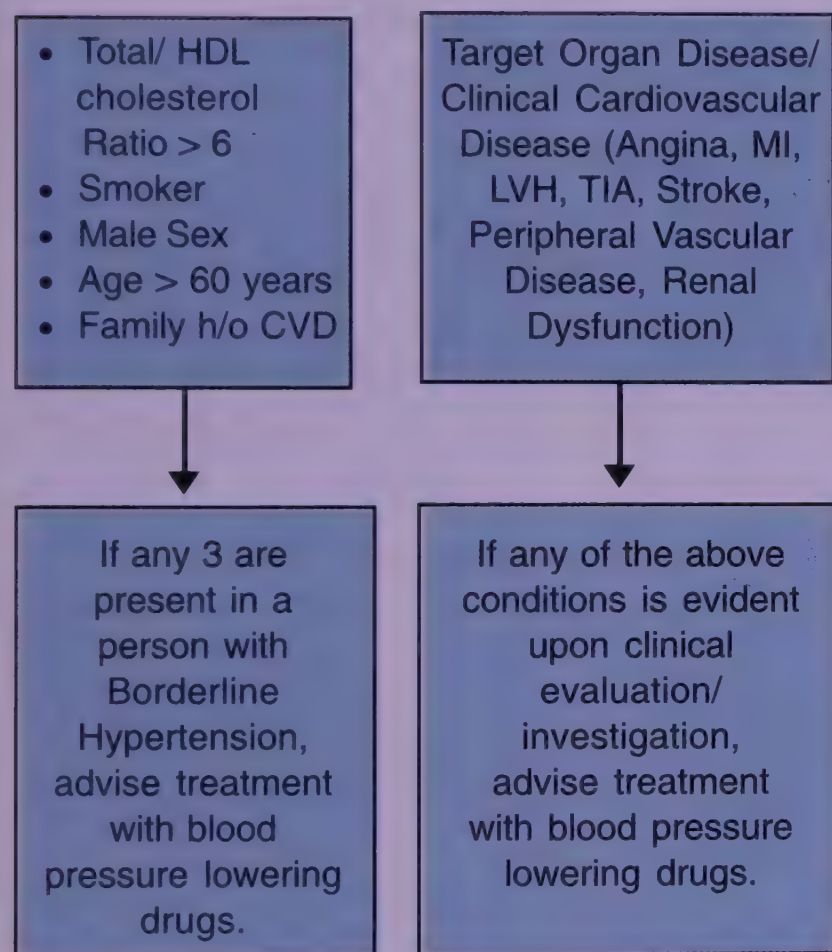 • Total/ HDL
cholesterol
Ratio > 6
• Smoker
• Male Sex
• Age > 60 years
• Family h/o CVD
Target Organ Disease/
Clinical Cardiovascular
Disease (Angina, MI,
LVH, TIA, Stroke,
Peripheral Vascular
Disease, Renal
Dysfunction)
If any 3 are
present in a
person with
Borderline
Hypertension,
advise treatment
with blood
pressure lowering
drugs.
If any of the above
conditions is evident
upon clinical
evaluation/
investigation,
advise treatment
with blood pressure
lowering drugs.